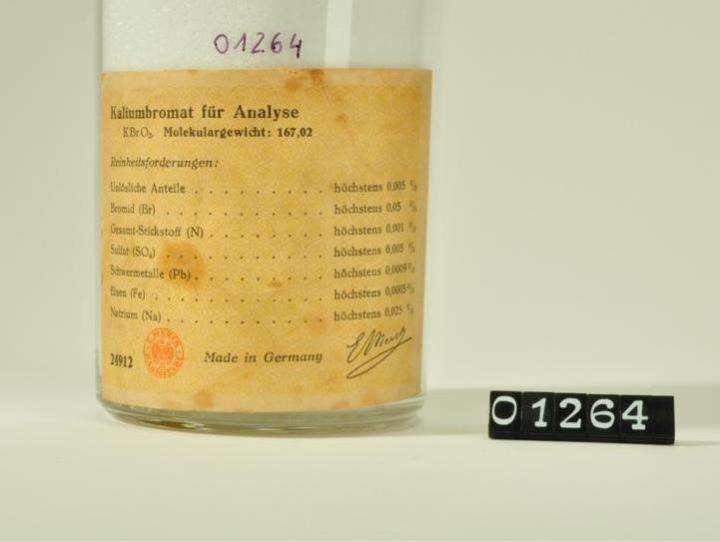 01264
Kaliumbromat für Analyse
KBrO₃. Molekulargewicht: 167,02
Reinheitsforderungen:
Unlösliche Anteile . . . . . . . . . . höchstens 0,005 %
Bromid (Br) . . . . . . . . . . . . höchstens 0,05 %
Gesamt-Stickstoff (N) . . . . . . . . . höchstens 0,001 %
Sulfat (SO₄) . . . . . . . . . . . . höchstens 0,005 %
Schwermetalle (Pb) . . . . . . . . . . höchstens 0,0009%
Eisen (Fe) . . . . . . . . . . . . . höchstens 0,0005%
Natrium (Na) . . . . . . . . . . . . höchstens 0,025 %
24912 Made in Germany E Merck
01264